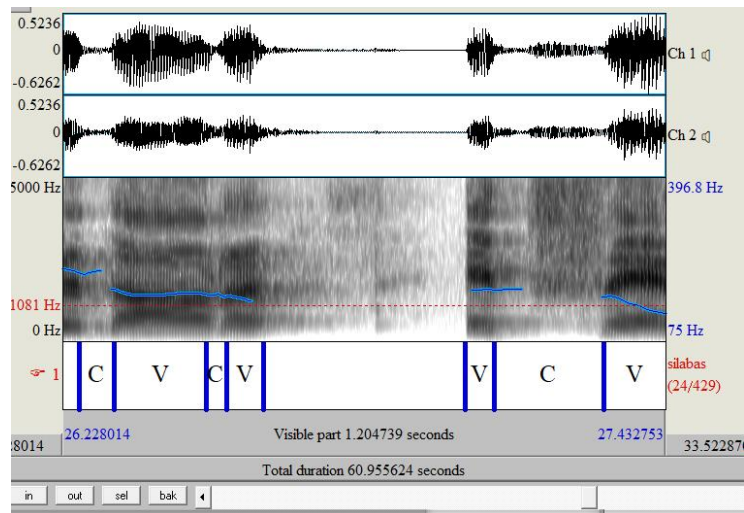 0.5236
0
-0.6262
Ch 1
0.5236
0
-0.6262
Ch 2
5000 Hz
396.8 Hz
1081 Hz
0 Hz
75 Hz
1
C V C V V C V
silabas
(24/429)
26.228014
Visible part 1.204739 seconds
27.432753
8014
33.522870
Total duration 60.955624 seconds
in out sel bak